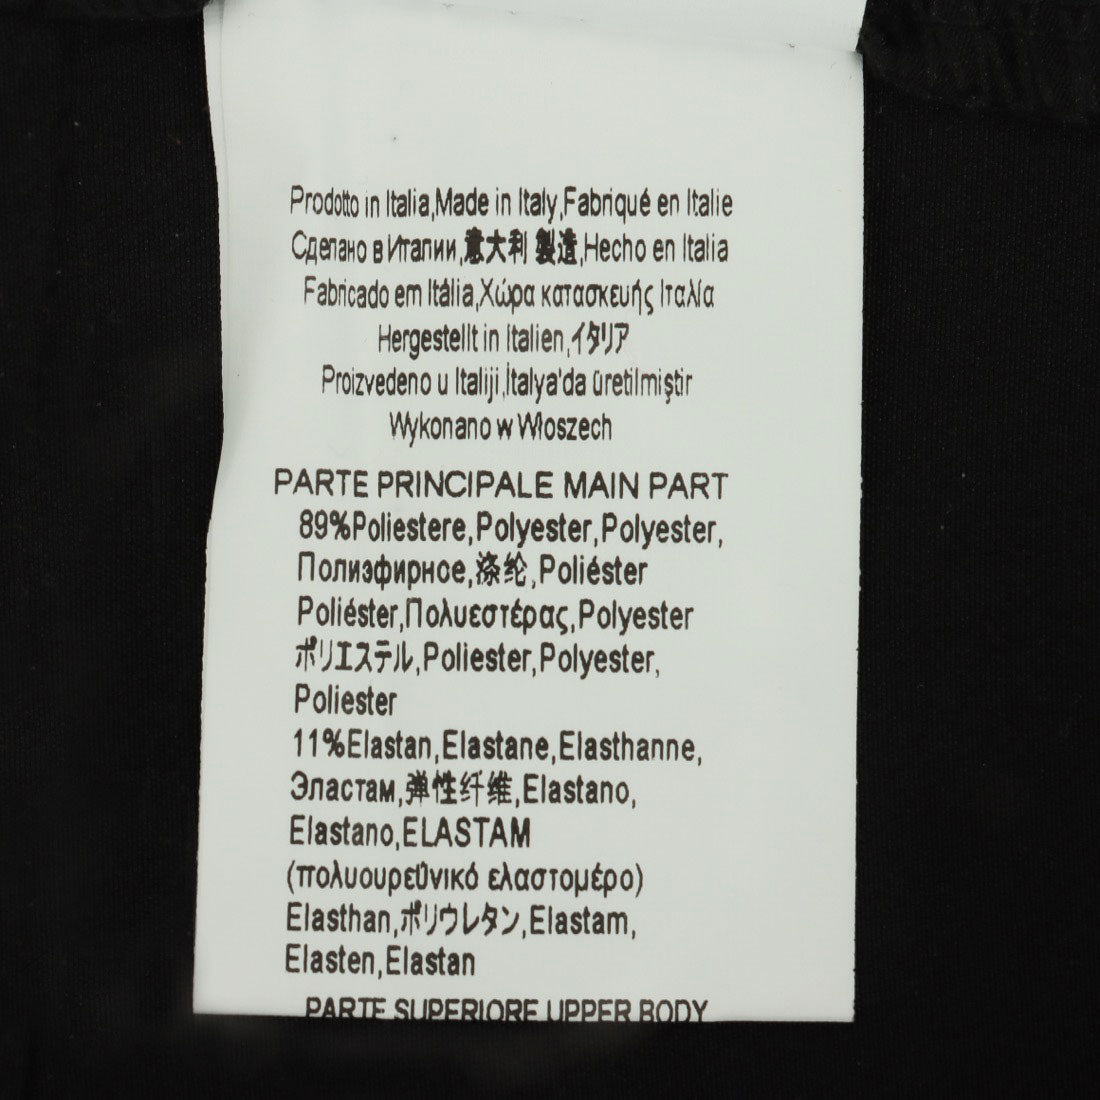 Prodotto in Italia,Made in Italy,Fabriqué en Italie
Сделано в Италии,意大利 製造,Hecho en Italia
Fabricado em Itália,Χώρα κατασκευής Ιταλία
Hergestellt in Italien,イタリア
Proizvedeno u Italiji,İtalya'da üretilmiştir
Wykonano w Włoszech
PARTE PRINCIPALE MAIN PART
89%Poliestere,Polyester,Polyester,
Полиэфирное,涤纶,Poliéster
Poliéster,Πολυεστέρας,Polyester
ポリエステル,Poliester,Polyester,
Poliester
11%Elastan,Elastane,Elasthanne,
Эластам,弹性纤维,Elastano,
Elastano,ELASTAM
(πολυουρεϋνικό ελαστομέρο)
Elasthan,ポリウレタン,Elastam,
Elasten,Elastan
PARTE SUPERIORE UPPER BODY